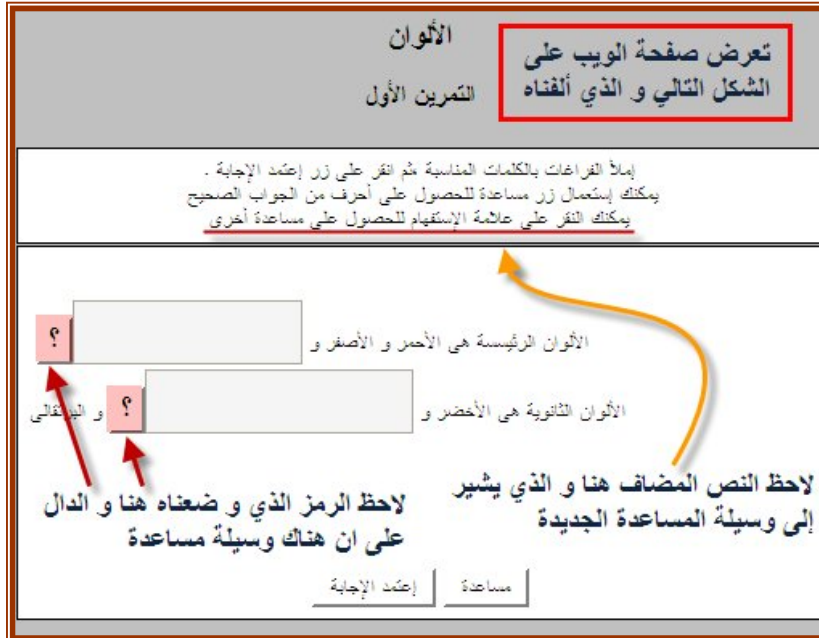 الألوان
تعرض صفحة الويب على
الشكل التالي و الذي ألفناه
التمرين الأول
إملأ الفراغات بالكلمات المناسبة ،ثم انقر على زر إعتمد الإجابة .
يمكنك إستعمال زر مساعدة للحصول على أحرف من الجواب الصحيح
يمكنك النقر على علامة الإستفهام للحصول على مساعدة أخرى
الألوان الرئيسة هى الأحمر و الأصفر و ؟
الألوان الثانوية هى الأخضر و ؟ و البرتقالى
لاحظ النص المضاف هنا و الذي يشير
إلى وسيلة المساعدة الجديدة
لاحظ الرمز الذي و ضعناه هنا و الدال
على ان هناك وسيلة مساعدة
مساعدة
إعتمد الإجابة